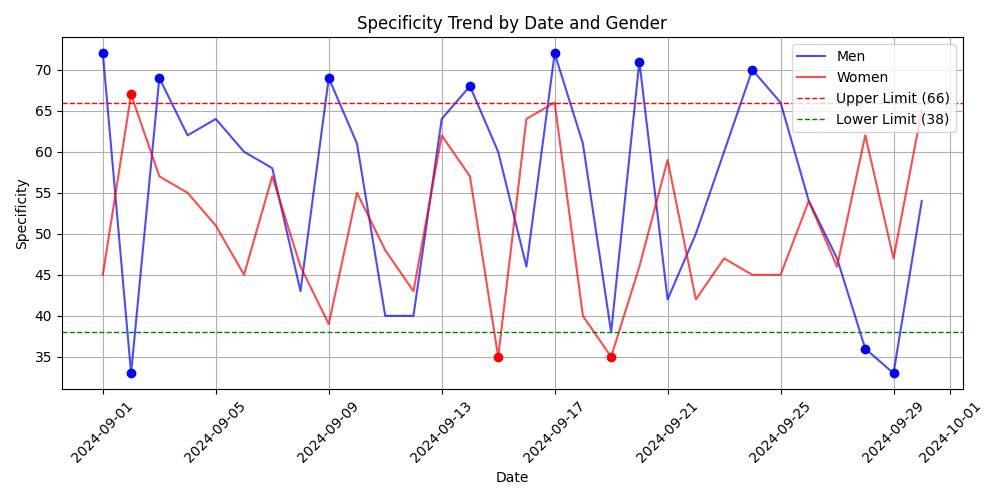 Specificity Trend by Date and Gender
Men
Women
Upper Limit (66)
Lower Limit (38)
Specificity
70
65
60
55
50
45
40
35
2024-09-01
2024-09-05
2024-09-09
2024-09-13
2024-09-17
2024-09-21
2024-09-25
2024-09-29
2024-10-01
Date